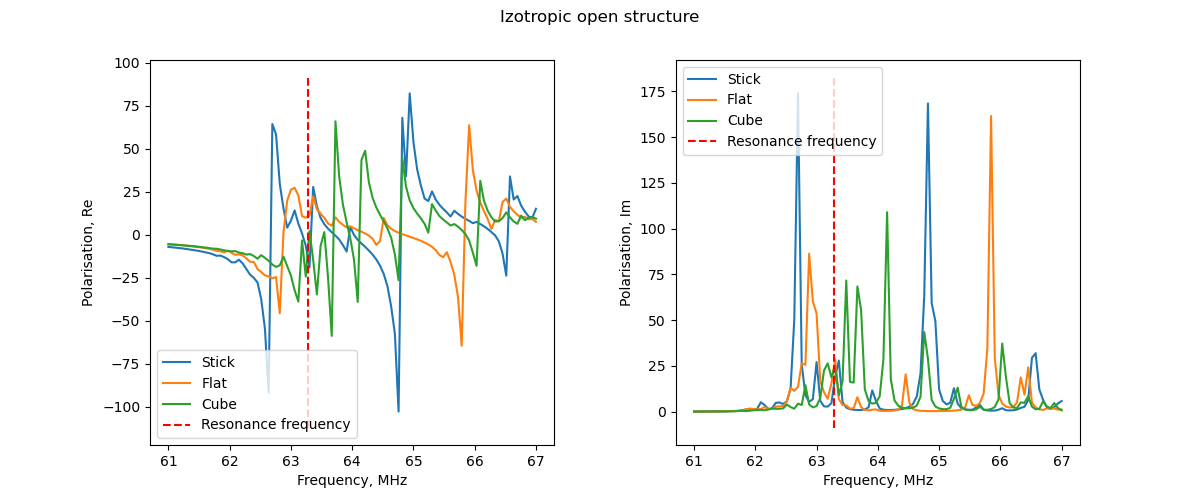 Izotropic open structure
Polarisation, Re
100
75
50
25
0
−25
−50
−75
−100
Stick
Flat
Cube
Resonance frequency
61 62 63 64 65 66 67
Frequency, MHz
Polarisation, Im
175
150
125
100
75
50
25
0
Stick
Flat
Cube
Resonance frequency
61 62 63 64 65 66 67
Frequency, MHz